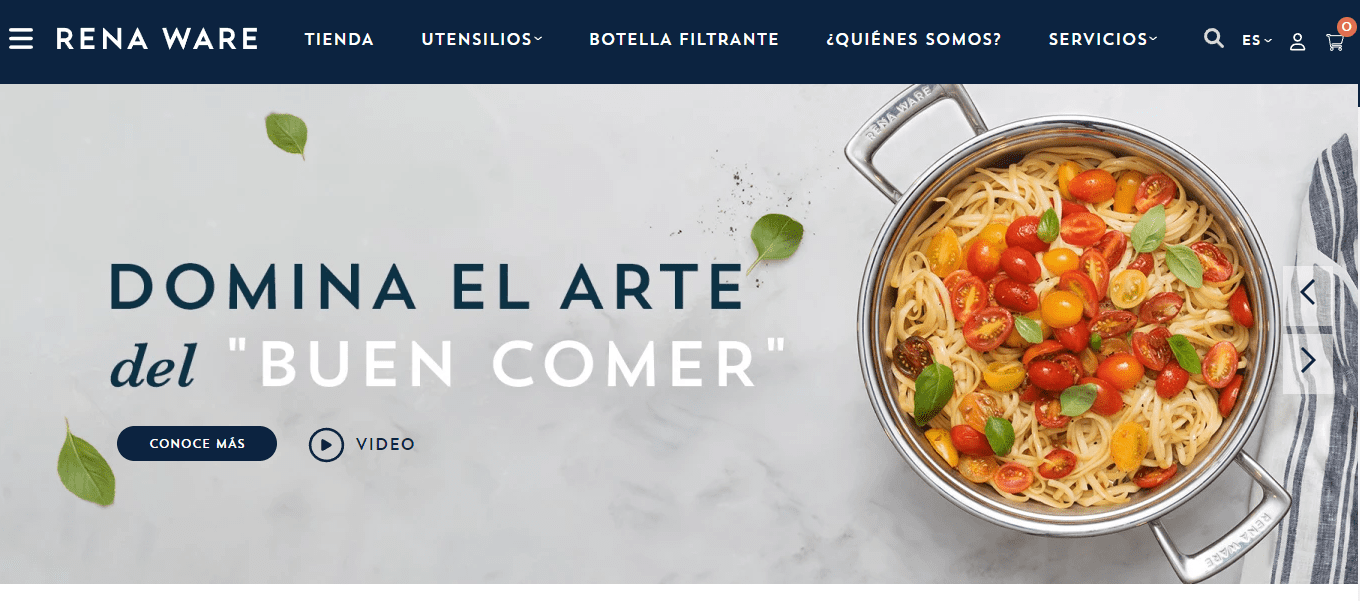 RENA WARE
TIENDA
UTENSILIOS
BOTELLA FILTRANTE
¿QUIÉNES SOMOS?
SERVICIOS
ES
0
RENA WARE
DOMINA EL ARTE
del "BUEN COMER"
CONOCE MÁS
VIDEO
RENA WARE